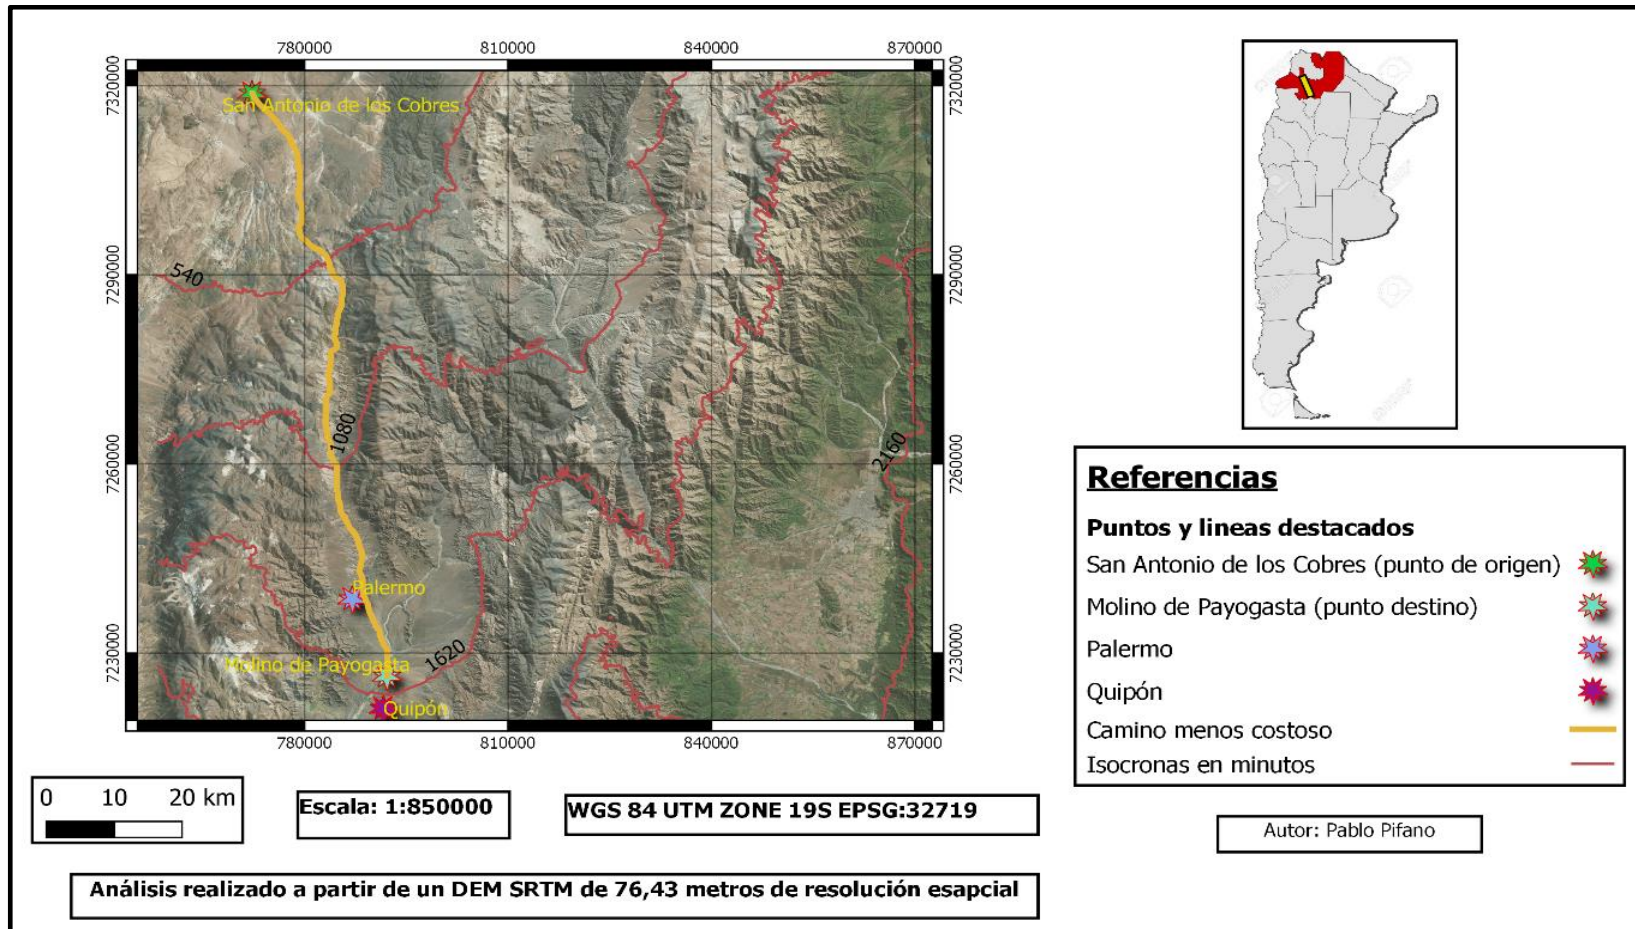 780000 810000 840000 870000
7320000 7320000
San Antonio de los Cobres
7290000 7290000
540
1080
7260000 7260000
2160
Palermo
7230000 7230000
1620
Molino de Payogasta
Quipón
780000 810000 840000 870000
0 10 20 km
Escala: 1:850000
WGS 84 UTM ZONE 19S EPSG:32719
Análisis realizado a partir de un DEM SRTM de 76,43 metros de resolución esapcial
Referencias
Puntos y lineas destacados
San Antonio de los Cobres (punto de origen)
Molino de Payogasta (punto destino)
Palermo
Quipón
Camino menos costoso
Isocronas en minutos
Autor: Pablo Pifano